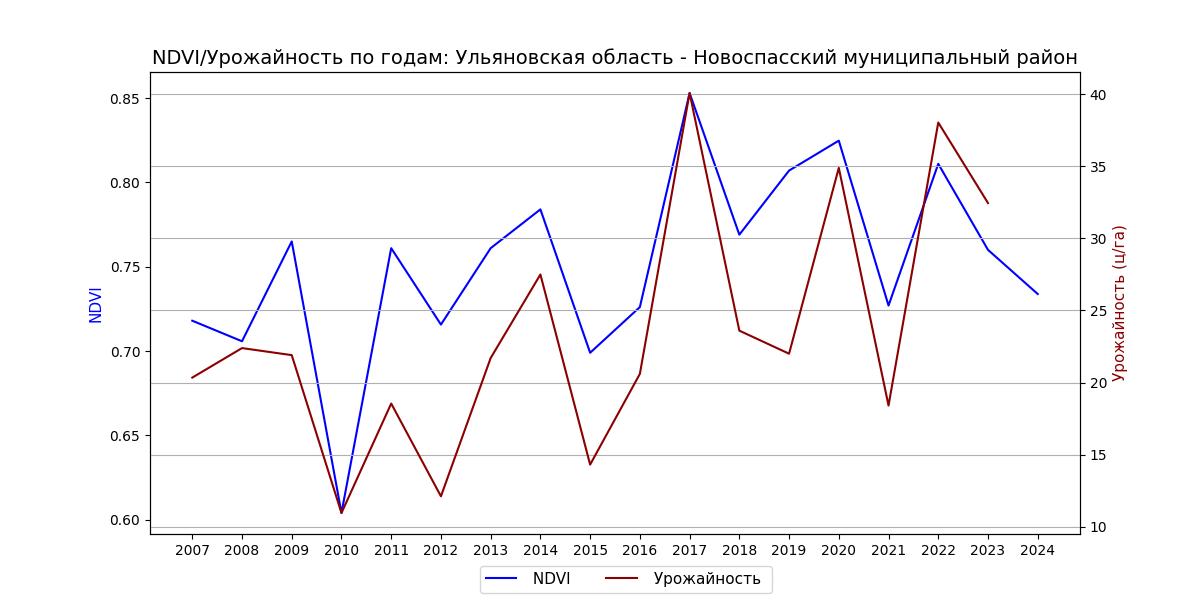 NDVI/Урожайность по годам: Ульяновская область - Новоспасский муниципальный район
0.85
0.80
0.75
0.70
0.65
0.60
NDVI
40
35
30
25
20
15
10
Урожайность (ц/га)
2007 2008 2009 2010 2011 2012 2013 2014 2015 2016 2017 2018 2019 2020 2021 2022 2023 2024
NDVI Урожайность